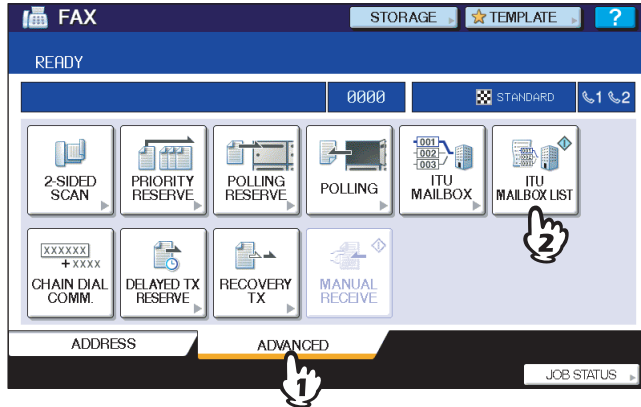 FAX
STORAGE
TEMPLATE
?
READY
0000
STANDARD
1
2
2-SIDED
SCAN
PRIORITY
RESERVE
POLLING
RESERVE
POLLING
001
002
003
ITU
MAILBOX
ITU
MAILBOX LIST
2
XXXXXX
+XXXX
CHAIN DIAL
COMM.
DELAYED TX
RESERVE
RECOVERY
TX
MANUAL
RECEIVE
ADDRESS
ADVANCED
1
JOB STATUS